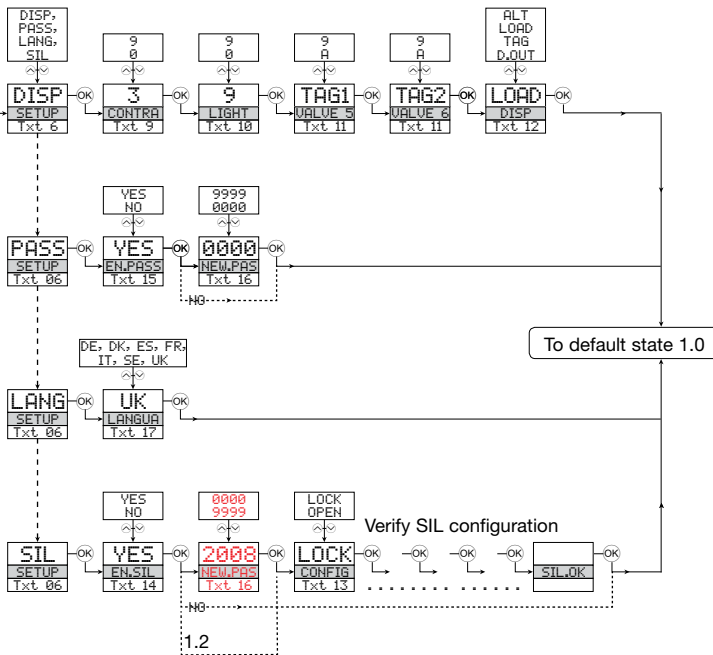 DISP,
PASS,
LANG,
SIL
9
0
9
0
9
A
9
A
ALT
LOAD
TAG
D.OUT
DISP OK 3 OK 9 OK TAG1 OK TAG2 OK LOAD OK
SETUP CONTRA LIGHT VALVE 5 VALVE 6 DISP
Txt 6 Txt 9 Txt 10 Txt 11 Txt 11 Txt 12
YES
NO
9999
0000
PASS OK YES OK 0000 OK
SETUP EN.PASS NEW.PAS
Txt 06 Txt 15 Txt 16
NO
To default state 1.0
DE, DK, ES, FR,
IT, SE, UK
LANG OK UK OK
SETUP LANGUA
Txt 06 Txt 17
YES
NO
0000
9999
LOCK
OPEN
Verify SIL configuration
SIL OK YES OK 2008 OK LOCK OK OK OK OK OK
SETUP EN.SIL NEW.PAS CONFIG SIL.OK
Txt 06 Txt 14 Txt 16 Txt 13
NO
1.2